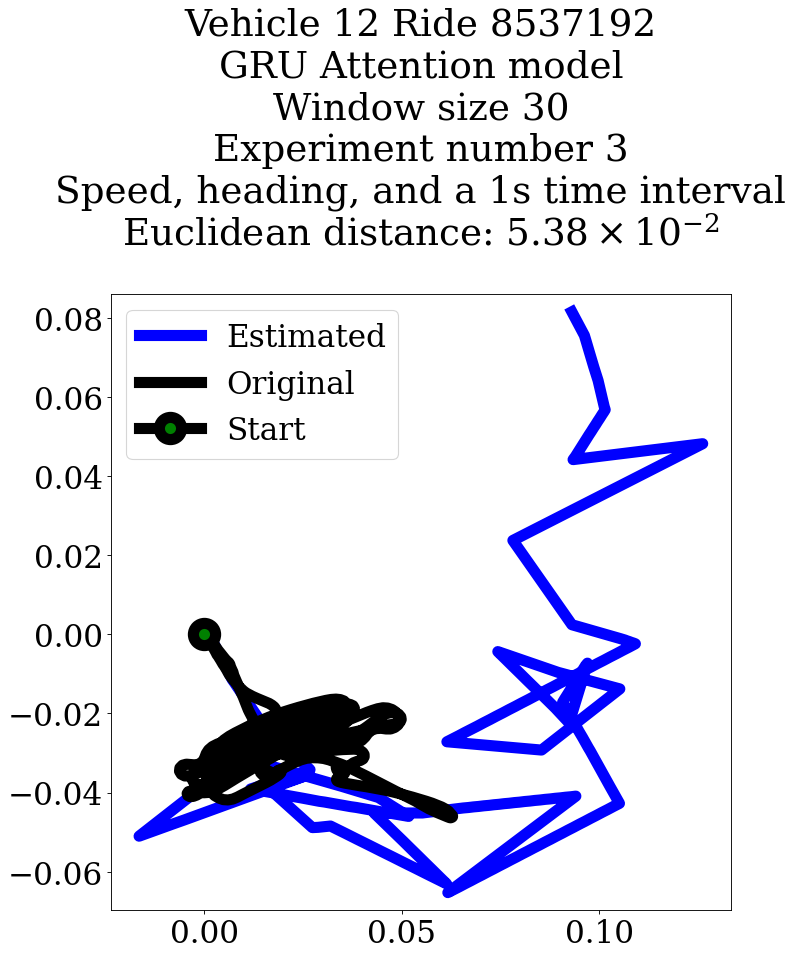 Vehicle 12 Ride 8537192
GRU Attention model
Window size 30
Experiment number 3
Speed, heading, and a 1s time interval
Euclidean distance: 5.38 × 10⁻²
Estimated
Original
Start
0.08
0.06
0.04
0.02
0.00
−0.02
−0.04
−0.06
0.00 0.05 0.10